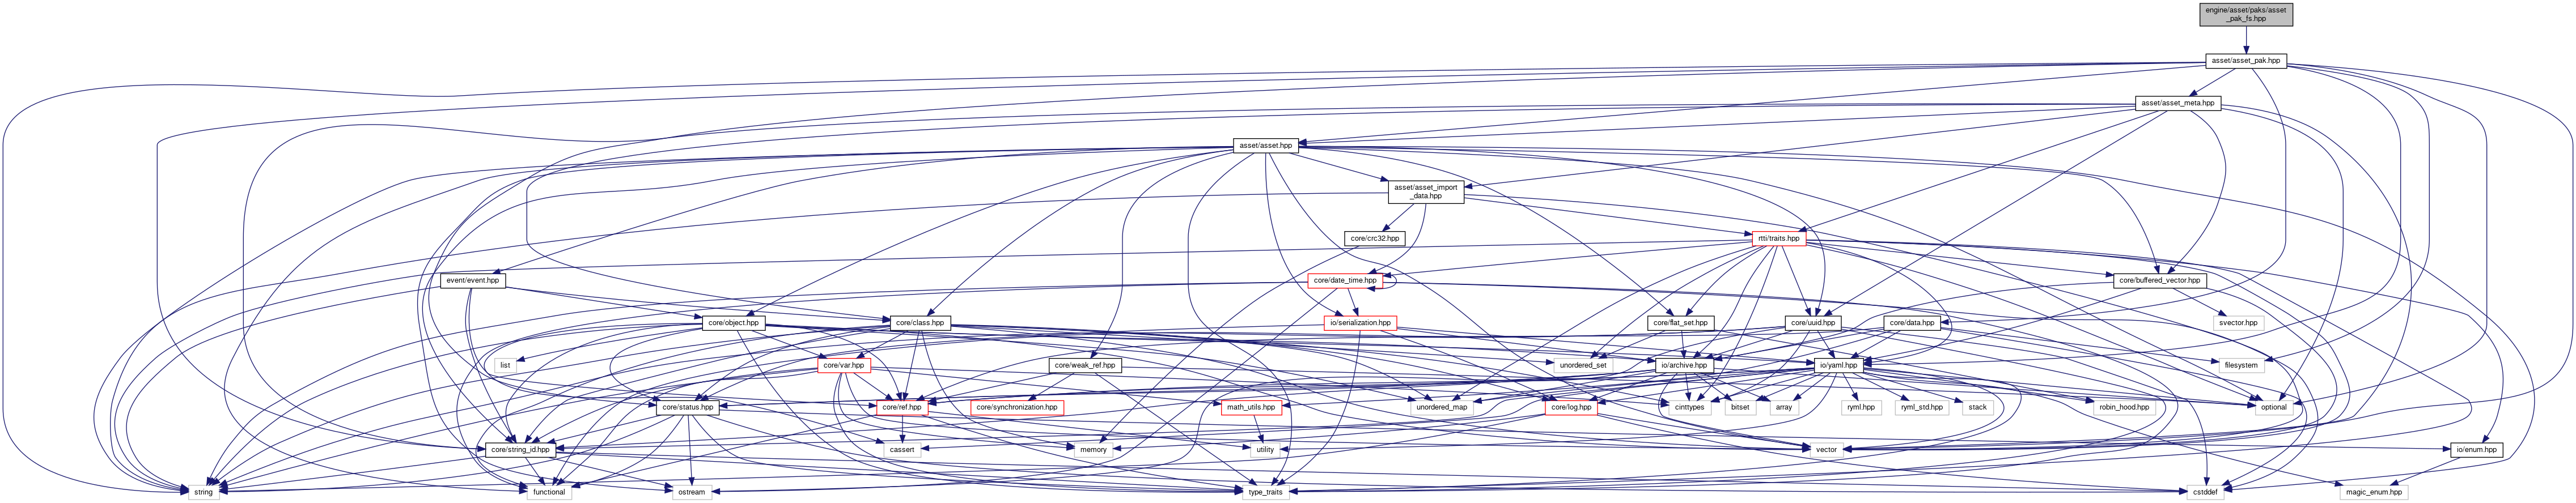 engine/asset/paks/asset
_pak_fs.hpp
asset/asset_pak.hpp
asset/asset_meta.hpp
asset/asset.hpp
asset/asset_import
_data.hpp
core/crc32.hpp
rtti/traits.hpp
event/event.hpp
core/date_time.hpp
core/buffered_vector.hpp
core/object.hpp
core/class.hpp
io/serialization.hpp
core/flat_set.hpp
core/uuid.hpp
core/data.hpp
svector.hpp
list
core/var.hpp
core/weak_ref.hpp
unordered_set
io/archive.hpp
io/yaml.hpp
filesystem
core/status.hpp
core/ref.hpp
core/synchronization.hpp
math_utils.hpp
unordered_map
core/log.hpp
cinttypes
bitset
array
ryml.hpp
ryml_std.hpp
stack
robin_hood.hpp
optional
core/string_id.hpp
cassert
memory
utility
vector
io/enum.hpp
string
functional
ostream
type_traits
cstddef
magic_enum.hpp